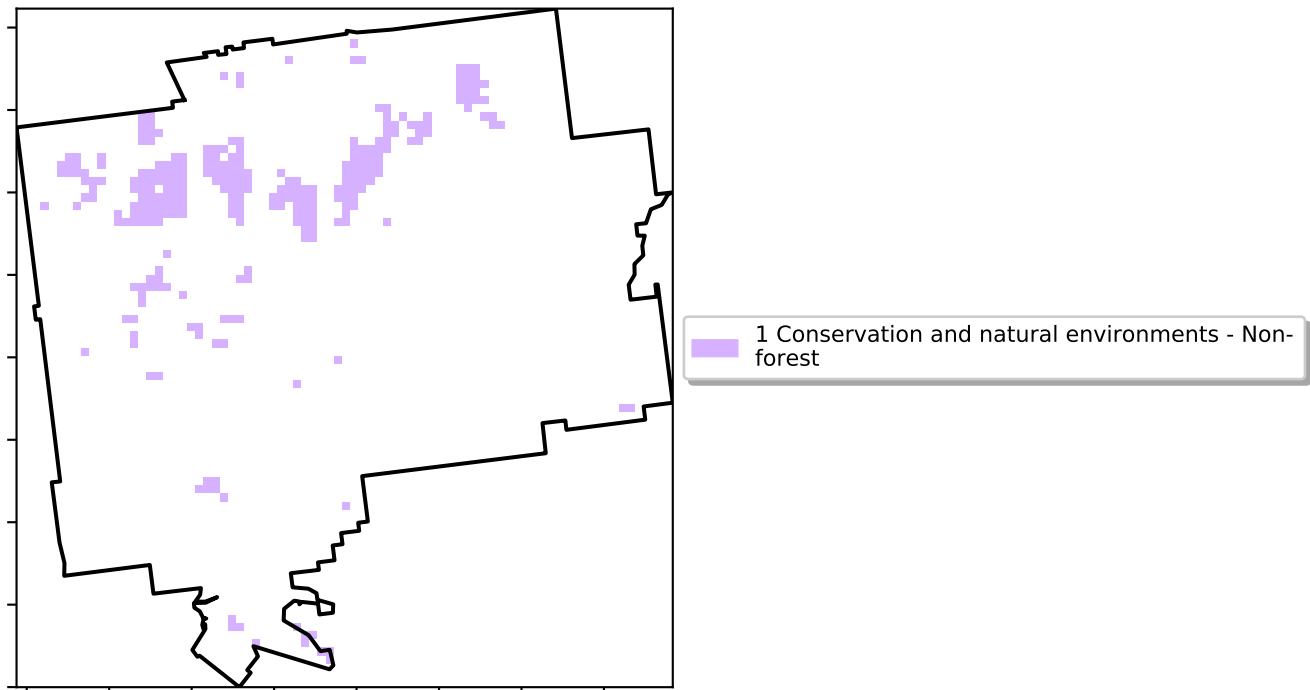 1 Conservation and natural environments - Non-
forest